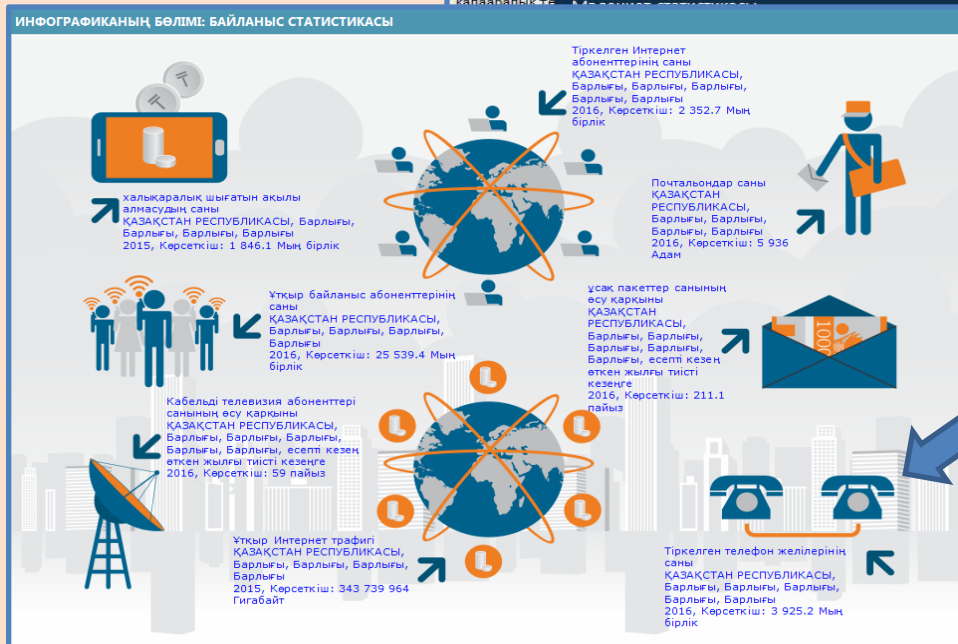 ИНФОГРАФИКАНЫҢ БӨЛІМІ: БАЙЛАНЫС СТАТИСТИКАСЫ
Тіркелген Интернет
абоненттерінің саны
ҚАЗАҚСТАН РЕСПУБЛИКАСЫ,
Барлығы, Барлығы, Барлығы,
Барлығы, Барлығы
2016, Көрсеткіш: 2 352.7 Мың
бірлік
халықаралық шығатын ақылы
алмасудың саны
ҚАЗАҚСТАН РЕСПУБЛИКАСЫ, Барлығы,
Барлығы, Барлығы, Барлығы
2015, Көрсеткіш: 1 846.1 Мың бірлік
Почтальондар саны
ҚАЗАҚСТАН
РЕСПУБЛИКАСЫ,
Барлығы, Барлығы,
Барлығы, Барлығы
2016, Көрсеткіш: 5 936
Адам
Ұтқыр байланыс абоненттерінің
саны
ҚАЗАҚСТАН РЕСПУБЛИКАСЫ,
Барлығы, Барлығы, Барлығы,
Барлығы
2016, Көрсеткіш: 25 539.4 Мың
бірлік
ұсақ пакеттер санының
өсу қарқыны
ҚАЗАҚСТАН
РЕСПУБЛИКАСЫ,
Барлығы, Барлығы,
Барлығы, Барлығы,
Барлығы, есепті кезең
өткен жылғы тиісті
кезеңге
2016, Көрсеткіш: 211.1
пайыз
1000
Кабельді телевизия абоненттері
санының өсу қарқыны
ҚАЗАҚСТАН РЕСПУБЛИКАСЫ,
Барлығы, Барлығы, Барлығы,
Барлығы, Барлығы, есепті кезең
өткен жылғы тиісті кезеңге
2016, Көрсеткіш: 59 пайыз
Ұтқыр Интернет трафигі
ҚАЗАҚСТАН РЕСПУБЛИКАСЫ,
Барлығы, Барлығы, Барлығы,
Барлығы
2015, Көрсеткіш: 343 739 964
Гигабайт
Тіркелген телефон желілерінің
саны
ҚАЗАҚСТАН РЕСПУБЛИКАСЫ,
Барлығы, Барлығы, Барлығы,
Барлығы, Барлығы
2016, Көрсеткіш: 3 925.2 Мың
бірлік